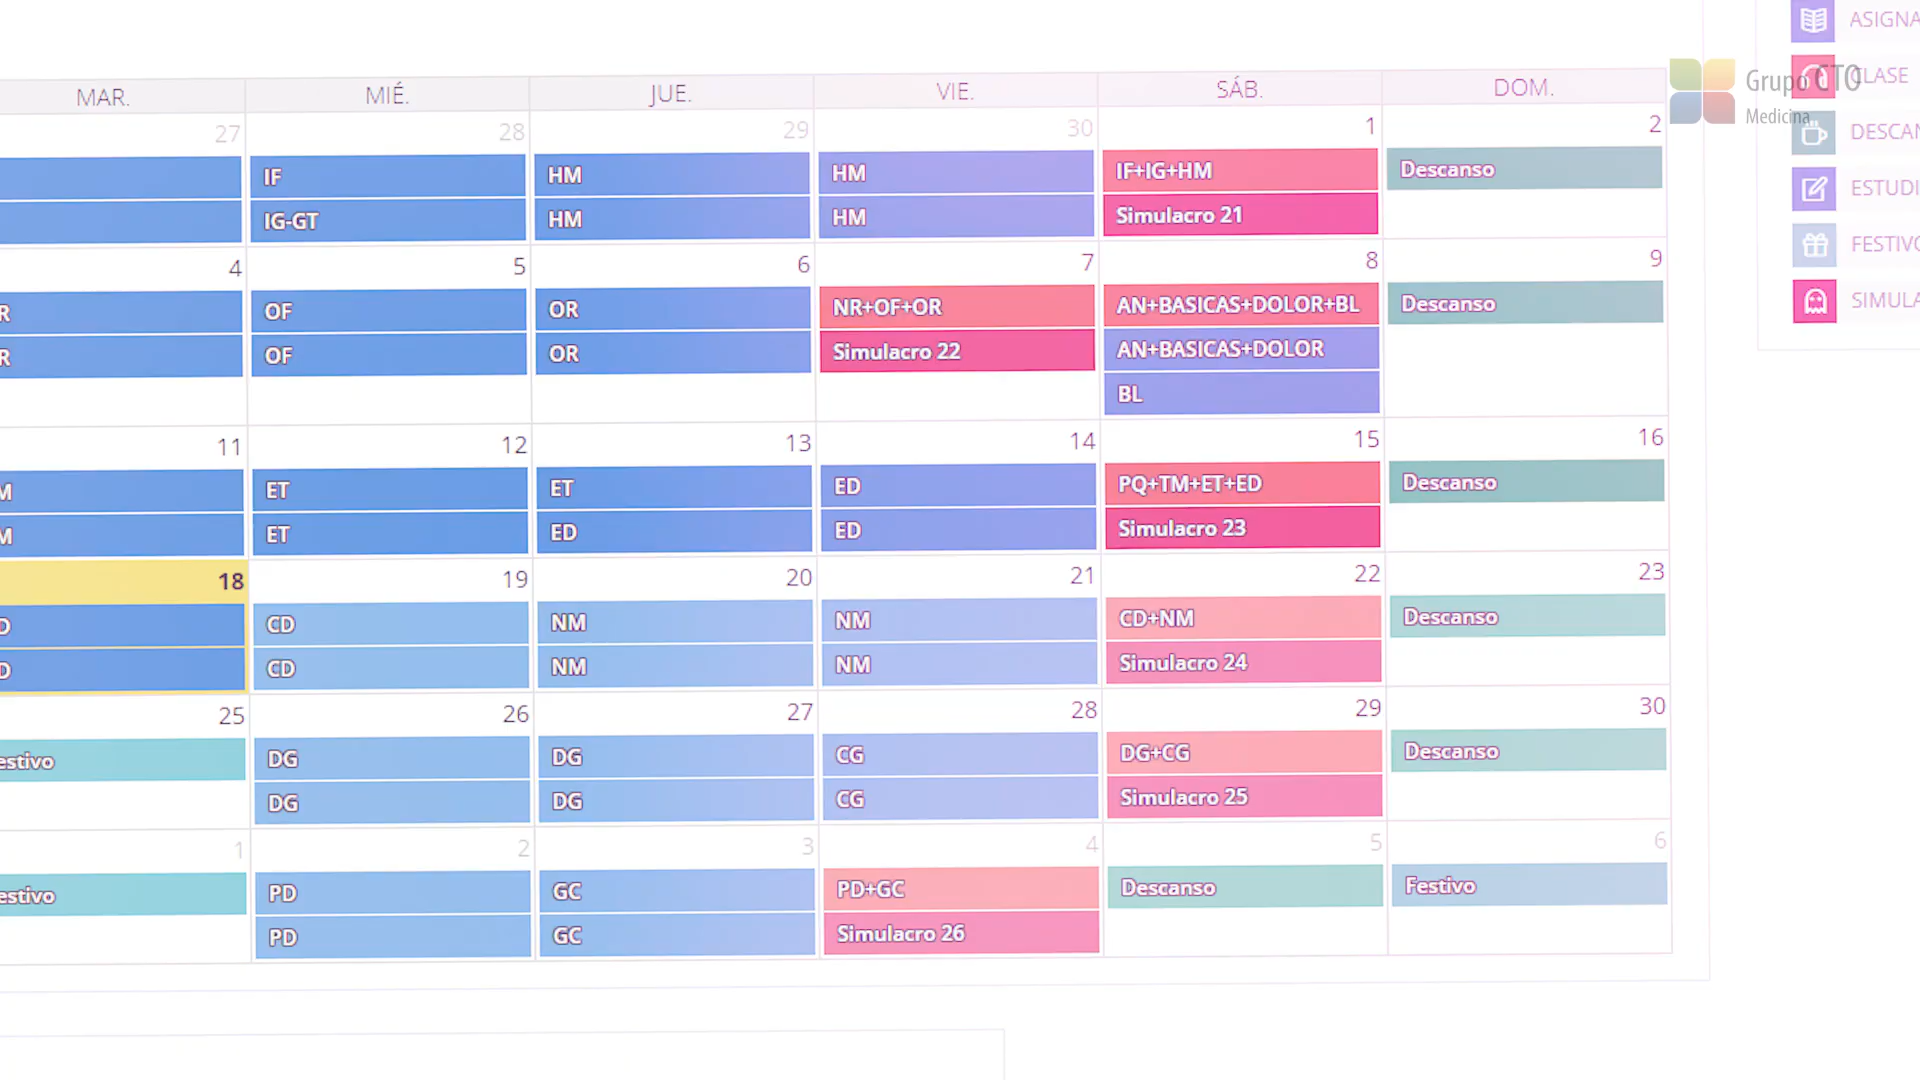 MAR. MIÉ. JUE. VIE. SÁB. DOM.
27 28 29 30 1 2
IF HM HM IF+IG+HM Descanso
IG-GT HM HM Simulacro 21
4 5 6 7 8 9
R OF OR NR+OF+OR AN+BASICAS+DOLOR+BL Descanso
R OF OR Simulacro 22 AN+BASICAS+DOLOR
BL
11 12 13 14 15 16
M ET ET ED PQ+TM+ET+ED Descanso
M ET ED ED Simulacro 23
18 19 20 21 22 23
D CD NM NM CD+NM Descanso
D CD NM NM Simulacro 24
25 26 27 28 29 30
estivo DG DG CG DG+CG Descanso
DG DG CG Simulacro 25
1 2 3 4 5 6
estivo PD GC PD+GC Descanso Festivo
PD GC Simulacro 26
ASIGNA
CLASE
DESCAN
ESTUDI
FESTIVO
SIMULA
Grupo CTO
Medicina